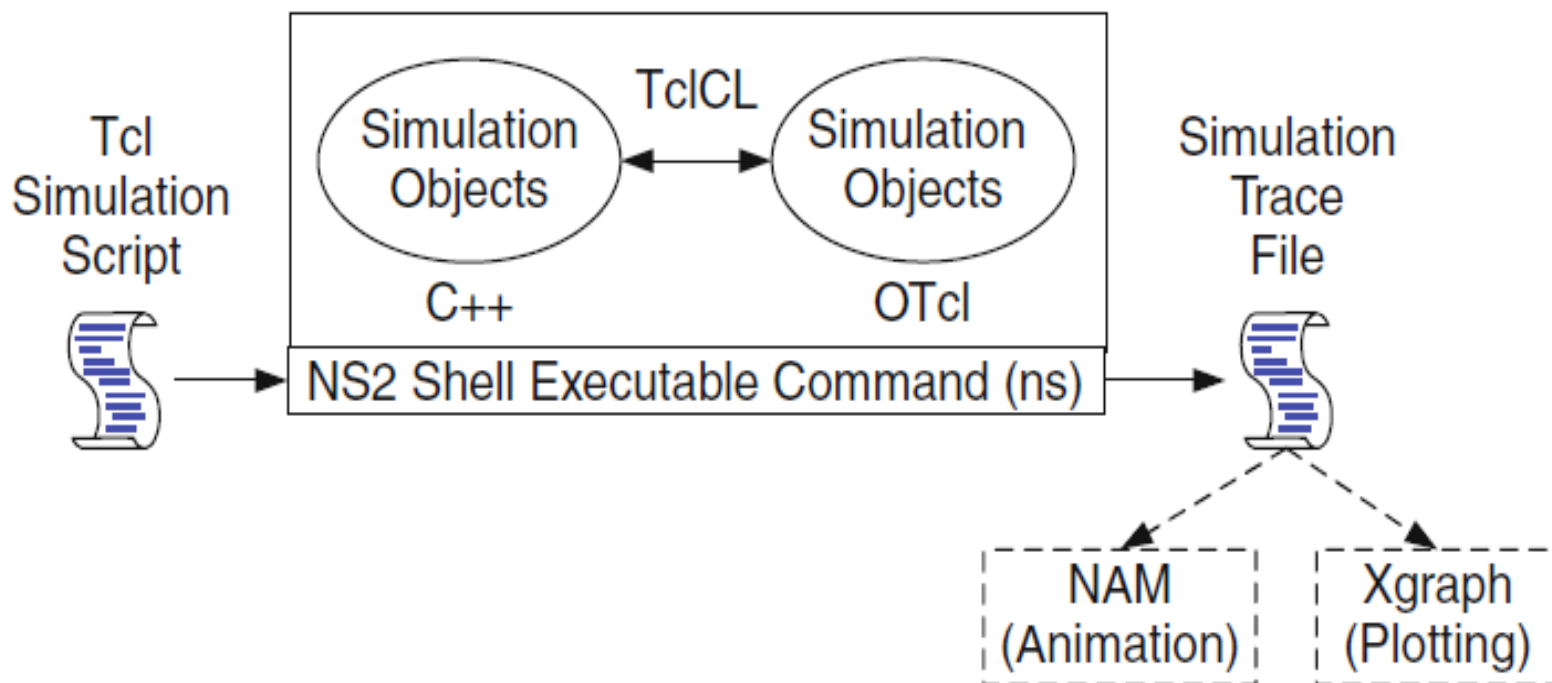 Tcl
Simulation
Script
Simulation
Objects
C++
TclCL
Simulation
Objects
OTcl
NS2 Shell Executable Command (ns)
Simulation
Trace
File
NAM
(Animation)
Xgraph
(Plotting)